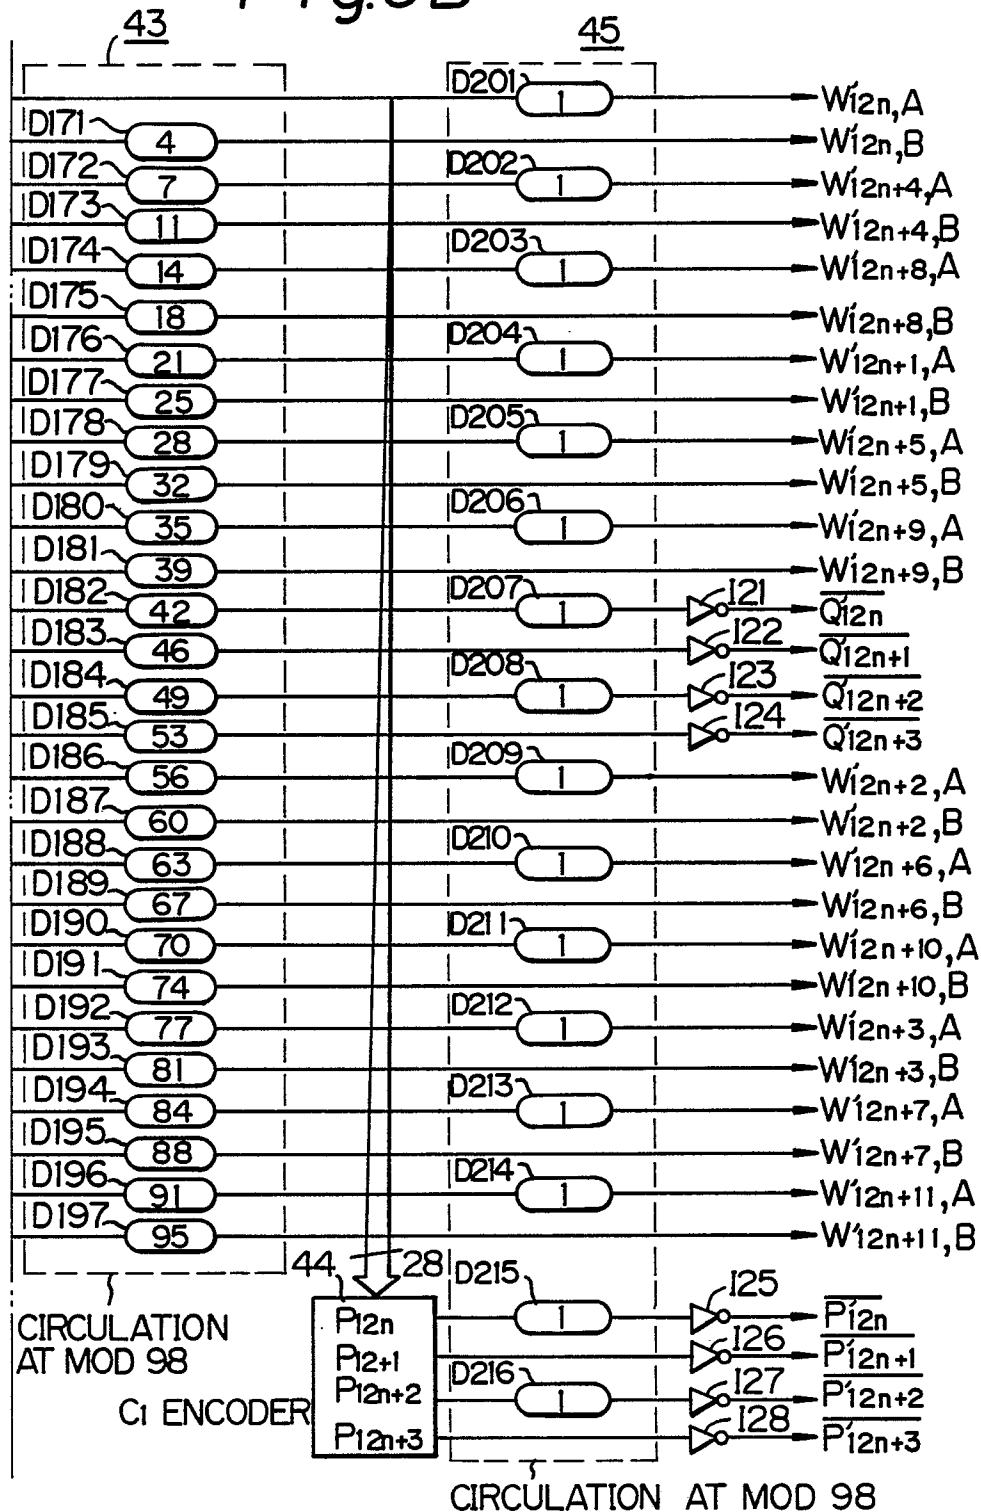 Fig. 6B
43
45
D201 1 W'12n,A
D171 4 W'12n,B
D172 7 D202 1 W'12n+4,A
D173 11 W'12n+4,B
D174 14 D203 1 W'12n+8,A
D175 18 W'12n+8,B
D176 21 D204 1 W'12n+1,A
D177 25 W'12n+1,B
D178 28 D205 1 W'12n+5,A
D179 32 W'12n+5,B
D180 35 D206 1 W'12n+9,A
D181 39 W'12n+9,B
D182 42 D207 1 I21 Q'12n
D183 46 I22 Q'12n+1
D184 49 D208 1 I23 Q'12n+2
D185 53 I24 Q'12n+3
D186 56 D209 1 W'12n+2,A
D187 60 W'12n+2,B
D188 63 D210 1 W'12n+6,A
D189 67 W'12n+6,B
D190 70 D211 1 W'12n+10,A
D191 74 W'12n+10,B
D192 77 D212 1 W'12n+3,A
D193 81 W'12n+3,B
D194 84 D213 1 W'12n+7,A
D195 88 W'12n+7,B
D196 91 D214 1 W'12n+11,A
D197 95 W'12n+11,B
44 28
CIRCULATION
AT MOD 98
C1 ENCODER
P12n D215 1 I25 P'12n
P12+1 I26 P'12n+1
P12n+2 D216 1 I27 P'12n+2
P12n+3 I28 P'12n+3
CIRCULATION AT MOD 98